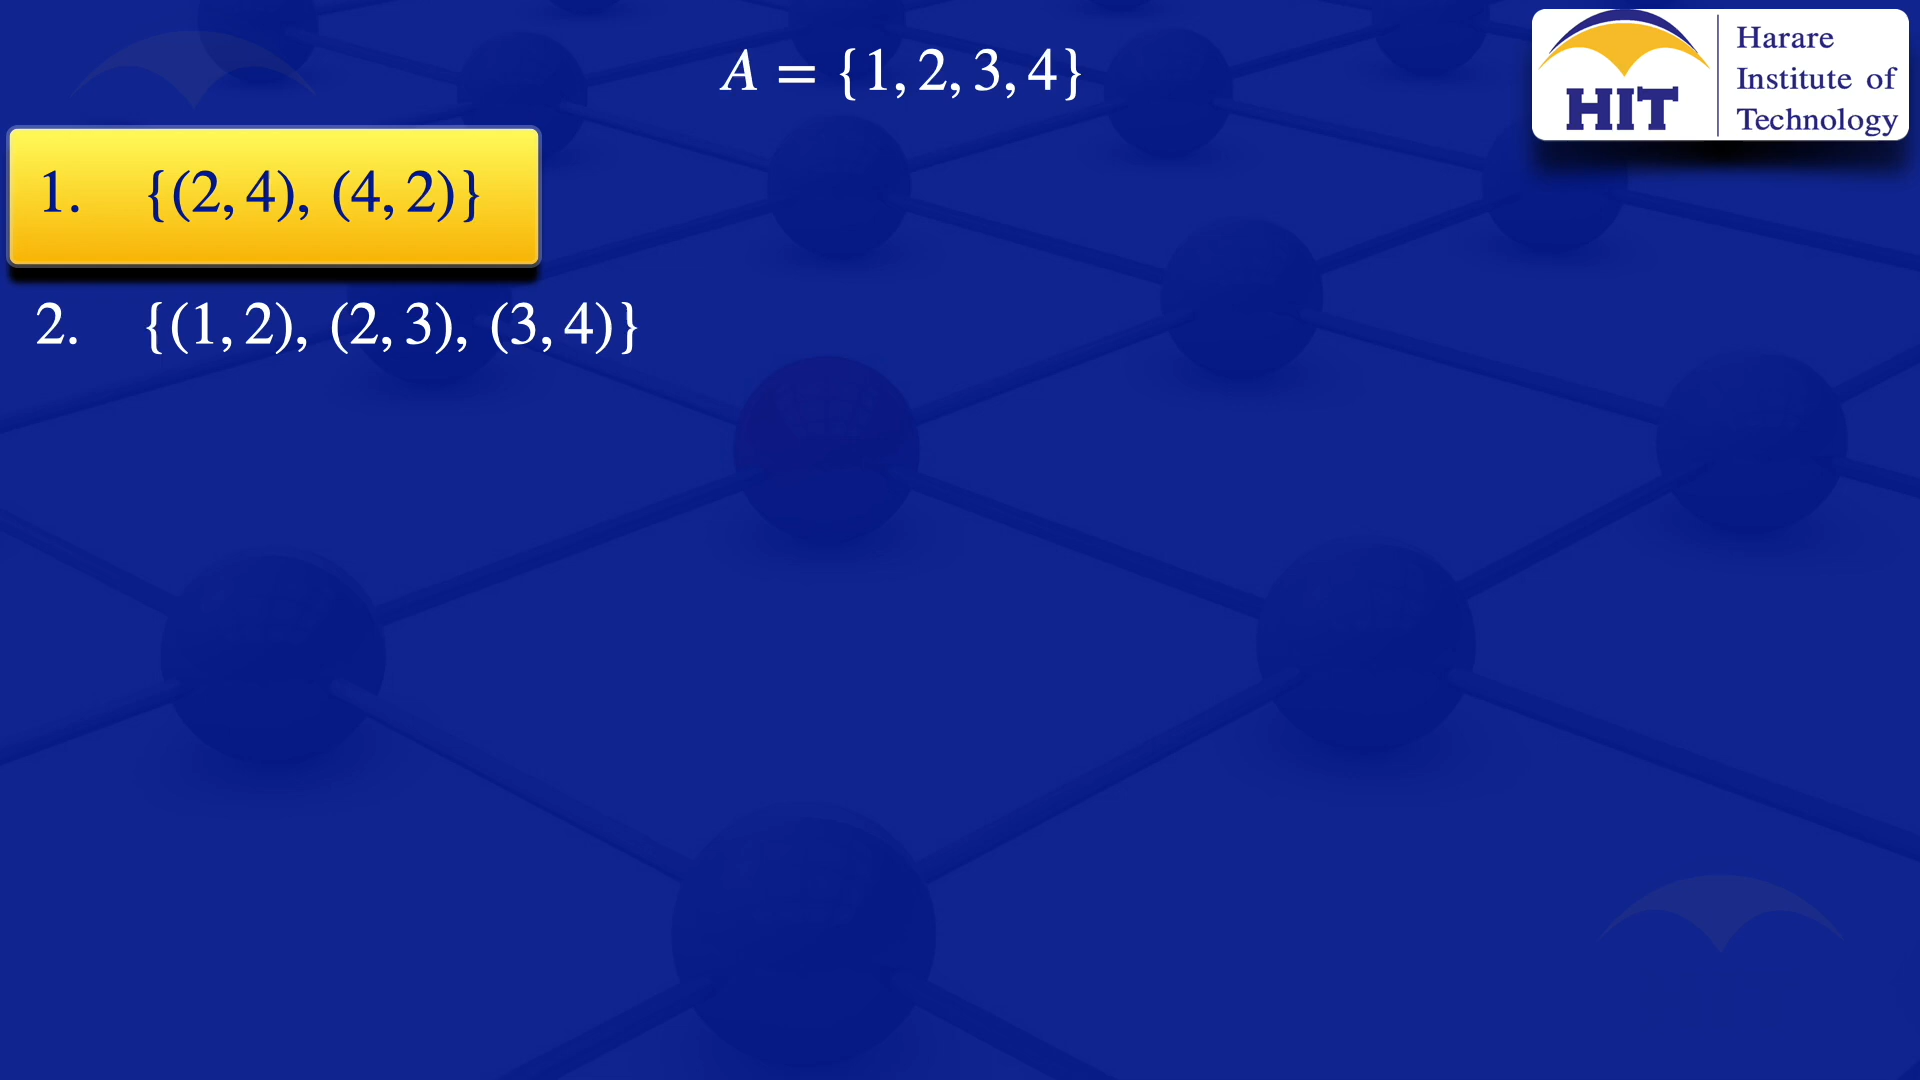 A = {1, 2, 3, 4}
HIT
Harare
Institute of
Technology
1. {(2, 4), (4, 2)}
2. {(1, 2), (2, 3), (3, 4)}